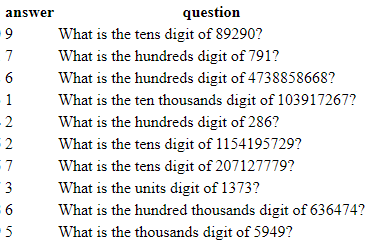 answer question
9 What is the tens digit of 89290?
7 What is the hundreds digit of 791?
6 What is the hundreds digit of 4738858668?
1 What is the ten thousands digit of 103917267?
2 What is the hundreds digit of 286?
2 What is the tens digit of 1154195729?
7 What is the tens digit of 207127779?
3 What is the units digit of 1373?
6 What is the hundred thousands digit of 636474?
5 What is the thousands digit of 5949?